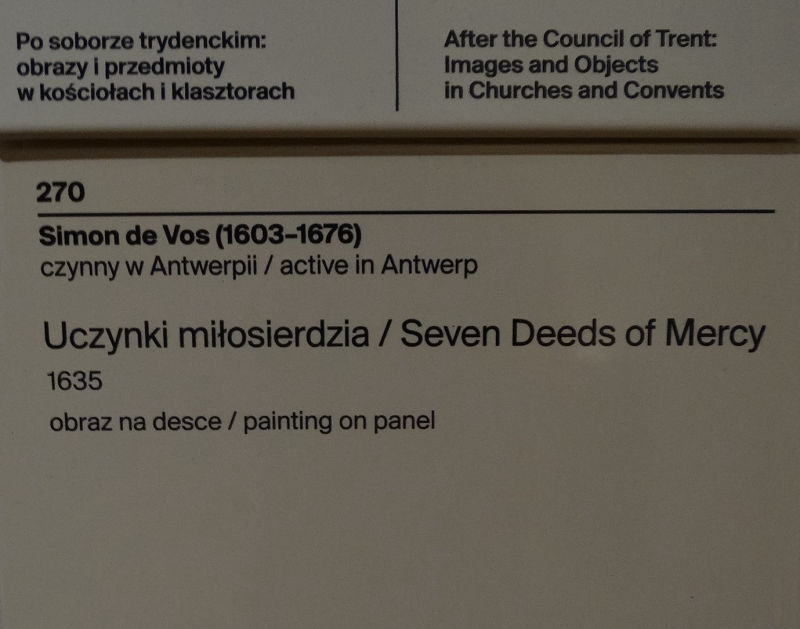 Po soborze trydenckim:
obrazy i przedmioty
w kościołach i klasztorach
After the Council of Trent:
Images and Objects
in Churches and Convents
270
Simon de Vos (1603–1676)
czynny w Antwerpii / active in Antwerp
Uczynki miłosierdzia / Seven Deeds of Mercy
1635
obraz na desce / painting on panel